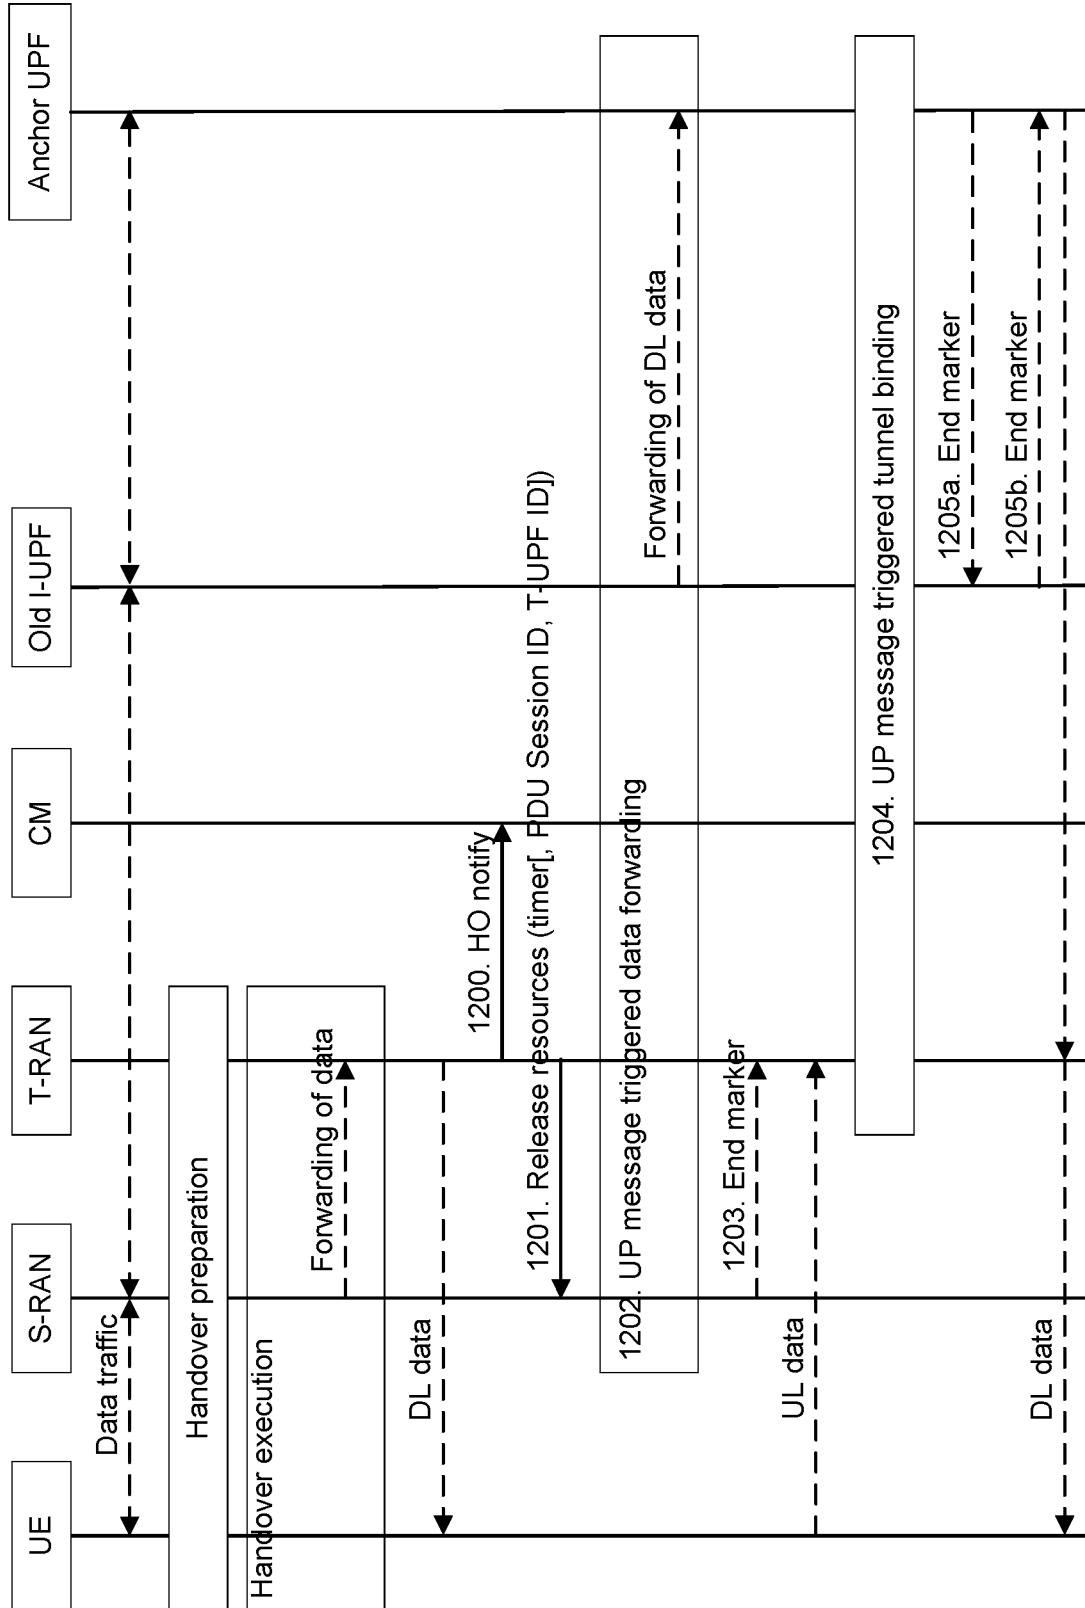 UE
S-RAN
T-RAN
CM
Old I-UPF
Anchor UPF
Data traffic
Handover preparation
Handover execution
Forwarding of data
DL data
1200. HO notify
1201. Release resources (timer[, PDU Session ID, T-UPF ID])
1202. UP message triggered data forwarding
Forwarding of DL data
1203. End marker
UL data
1204. UP message triggered tunnel binding
1205a. End marker
1205b. End marker
DL data